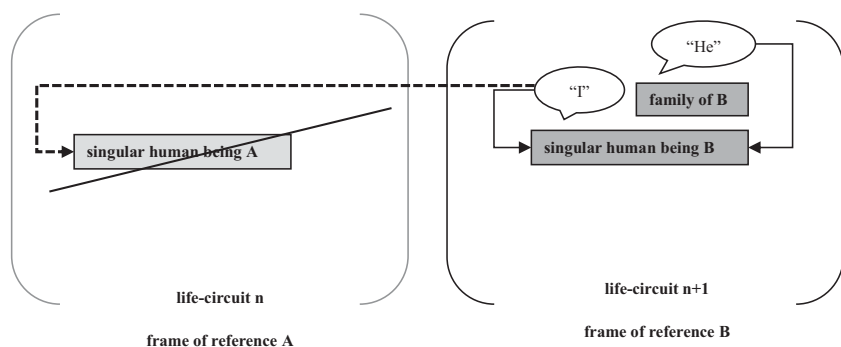 “He”
“I”
family of B
singular human being A
singular human being B
life-circuit n
life-circuit n+1
frame of reference A
frame of reference B